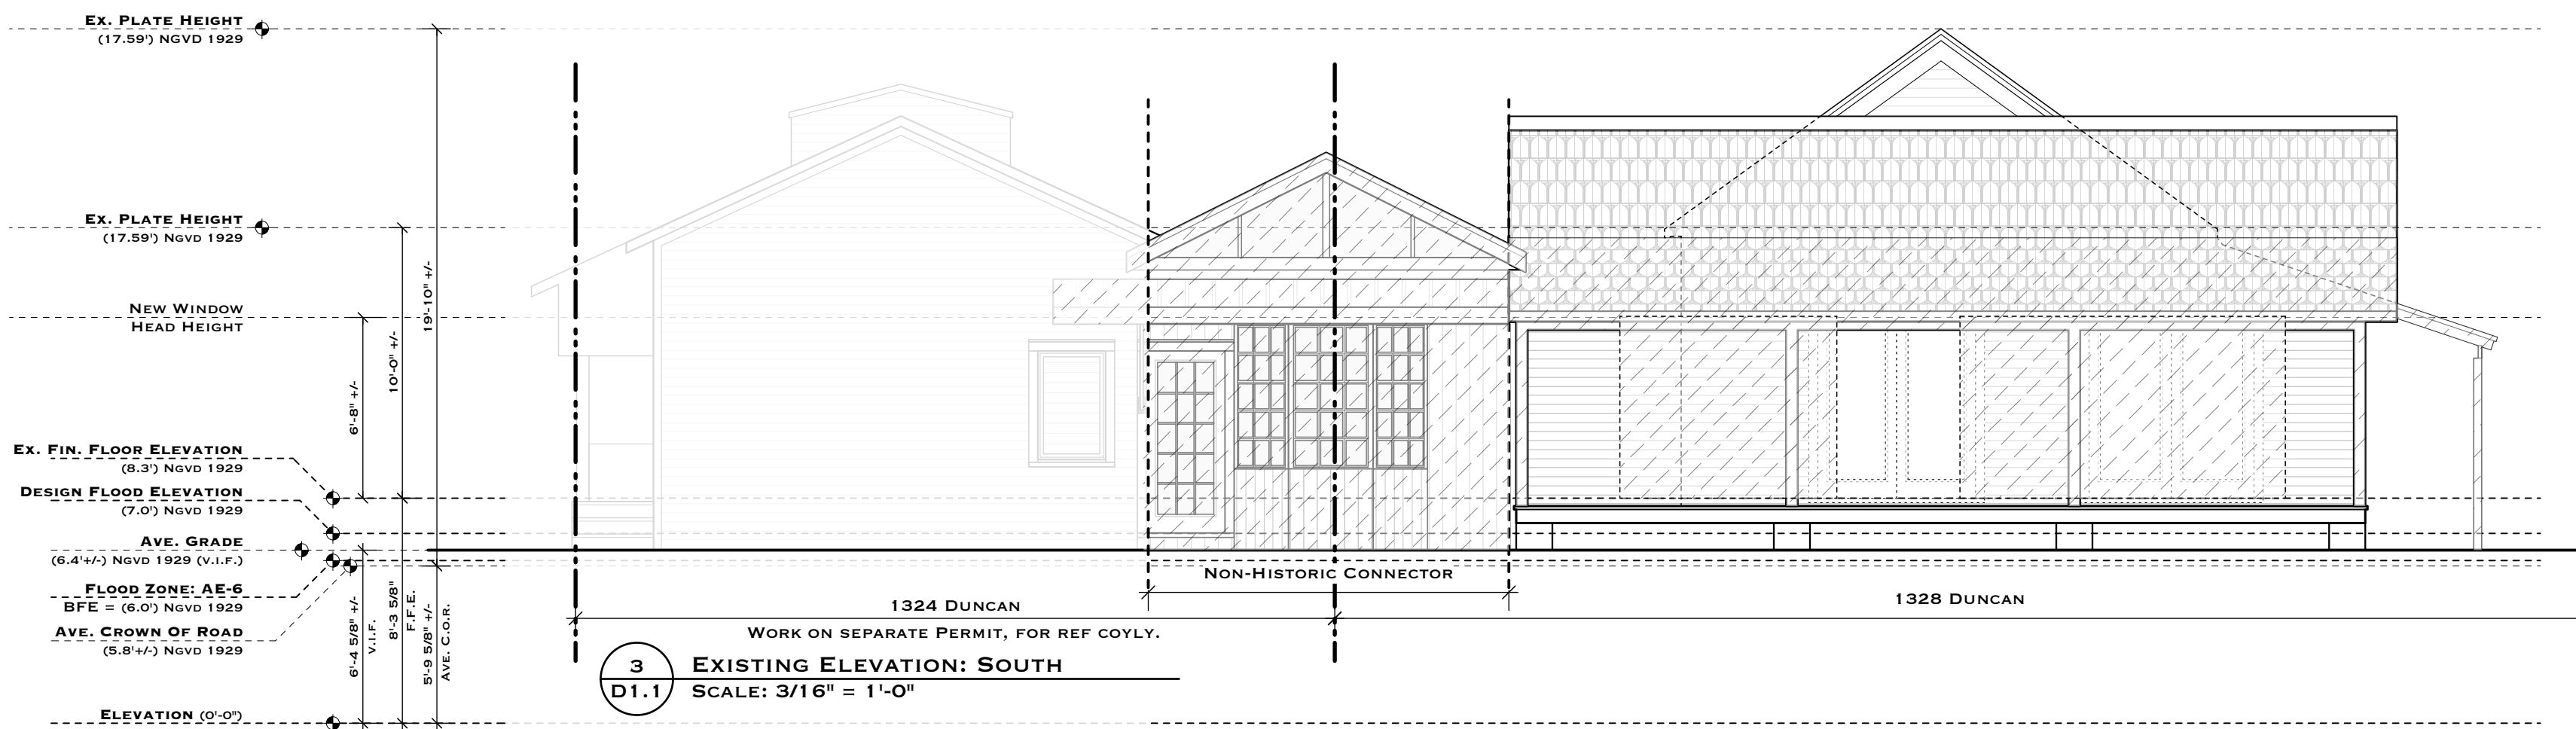 Ex. Plate Height
(17.59') NGVD 1929
Ex. Plate Height
(17.59') Ngvd 1929
New Window
Head Height
Ex. Fin. Floor Elevation
(8.3') Ngvd 1929
Design Flood Elevation
(7.0') Ngvd 1929
Ave. Grade
(6.4'+/-) Ngvd 1929 (v.i.f.)
Flood Zone: AE-6
BFE = (6.0') Ngvd 1929
Ave. Crown Of Road
(5.8'+/-) Ngvd 1929
Elevation (0'-0")
6'-8" +/-
10'-0" +/-
19'-10" +/-
6'-4 5/8" +/-
V.I.F.
8'-3 5/8"
F.F.E.
5'-9 5/8" +/-
Ave. C.O.R.
Non-Historic Connector
1324 Duncan
1328 Duncan
Work on separate Permit, for ref coyly.
3
D1.1
Existing Elevation: South
Scale: 3/16" = 1'-0"